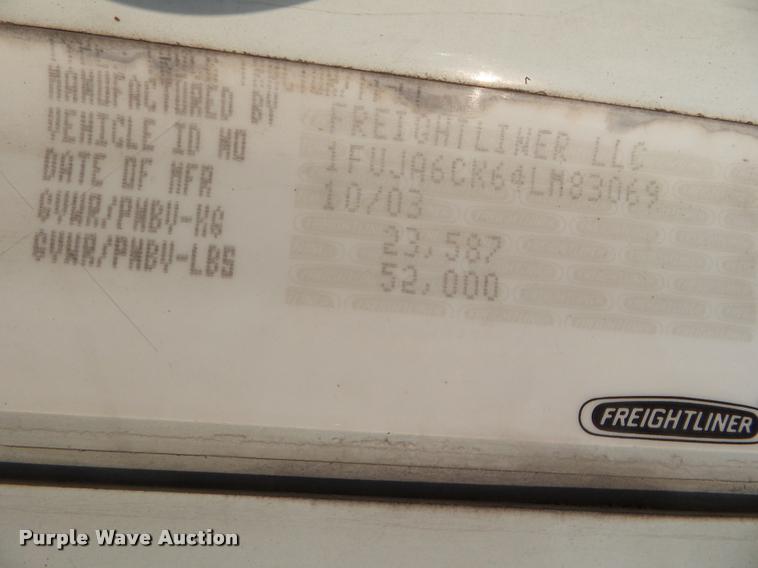 MANUFACTURED BY FREIGHTLINER LLC
VEHICLE ID NO 1FUJA6CK64LM83069
DATE OF MFR 10/03
GVWR/PNBV-KG 23,587
GVWR/PNBV-LBS 52,000
FREIGHTLINER
Purple Wave Auction